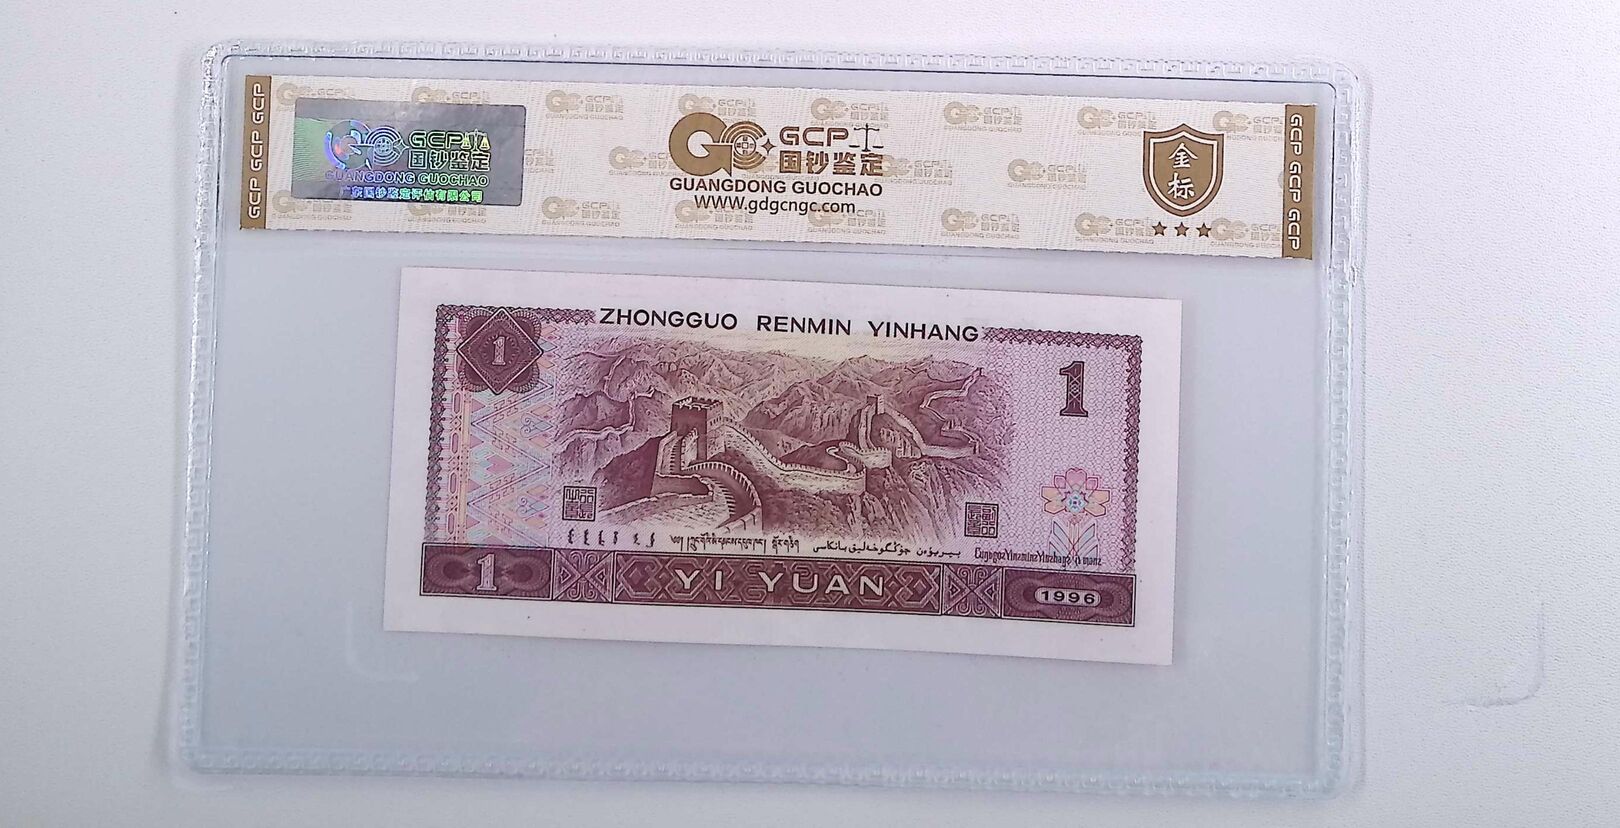 GCP GCP GCP
GCP
国钞鉴定
GUANGDONG GUOCHAO
广东国钞鉴定评估有限公司
GCP
国钞鉴定
GUANGDONG GUOCHAO
WWW.gdgcngc.com
金
标
GCP GCP GCP
ZHONGGUO RENMIN YINHANG
1
1
1
YI YUAN
1996